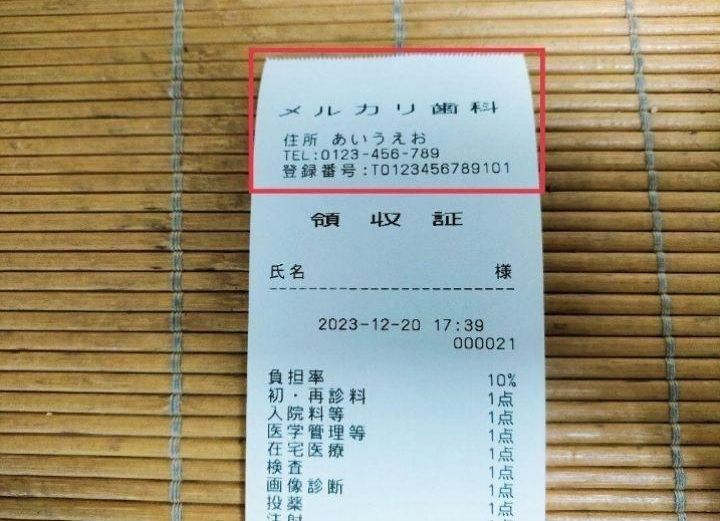 メルカリ歯科
住所 あいうえお
TEL:0123-456-789
登録番号:T0123456789101
領収証
氏名 様
2023-12-20 17:39
000021
負担率 10%
初・再診料 1点
入院料等 1点
医学管理等 1点
在宅医療 1点
検査 1点
画像診断 1点
投薬 1点